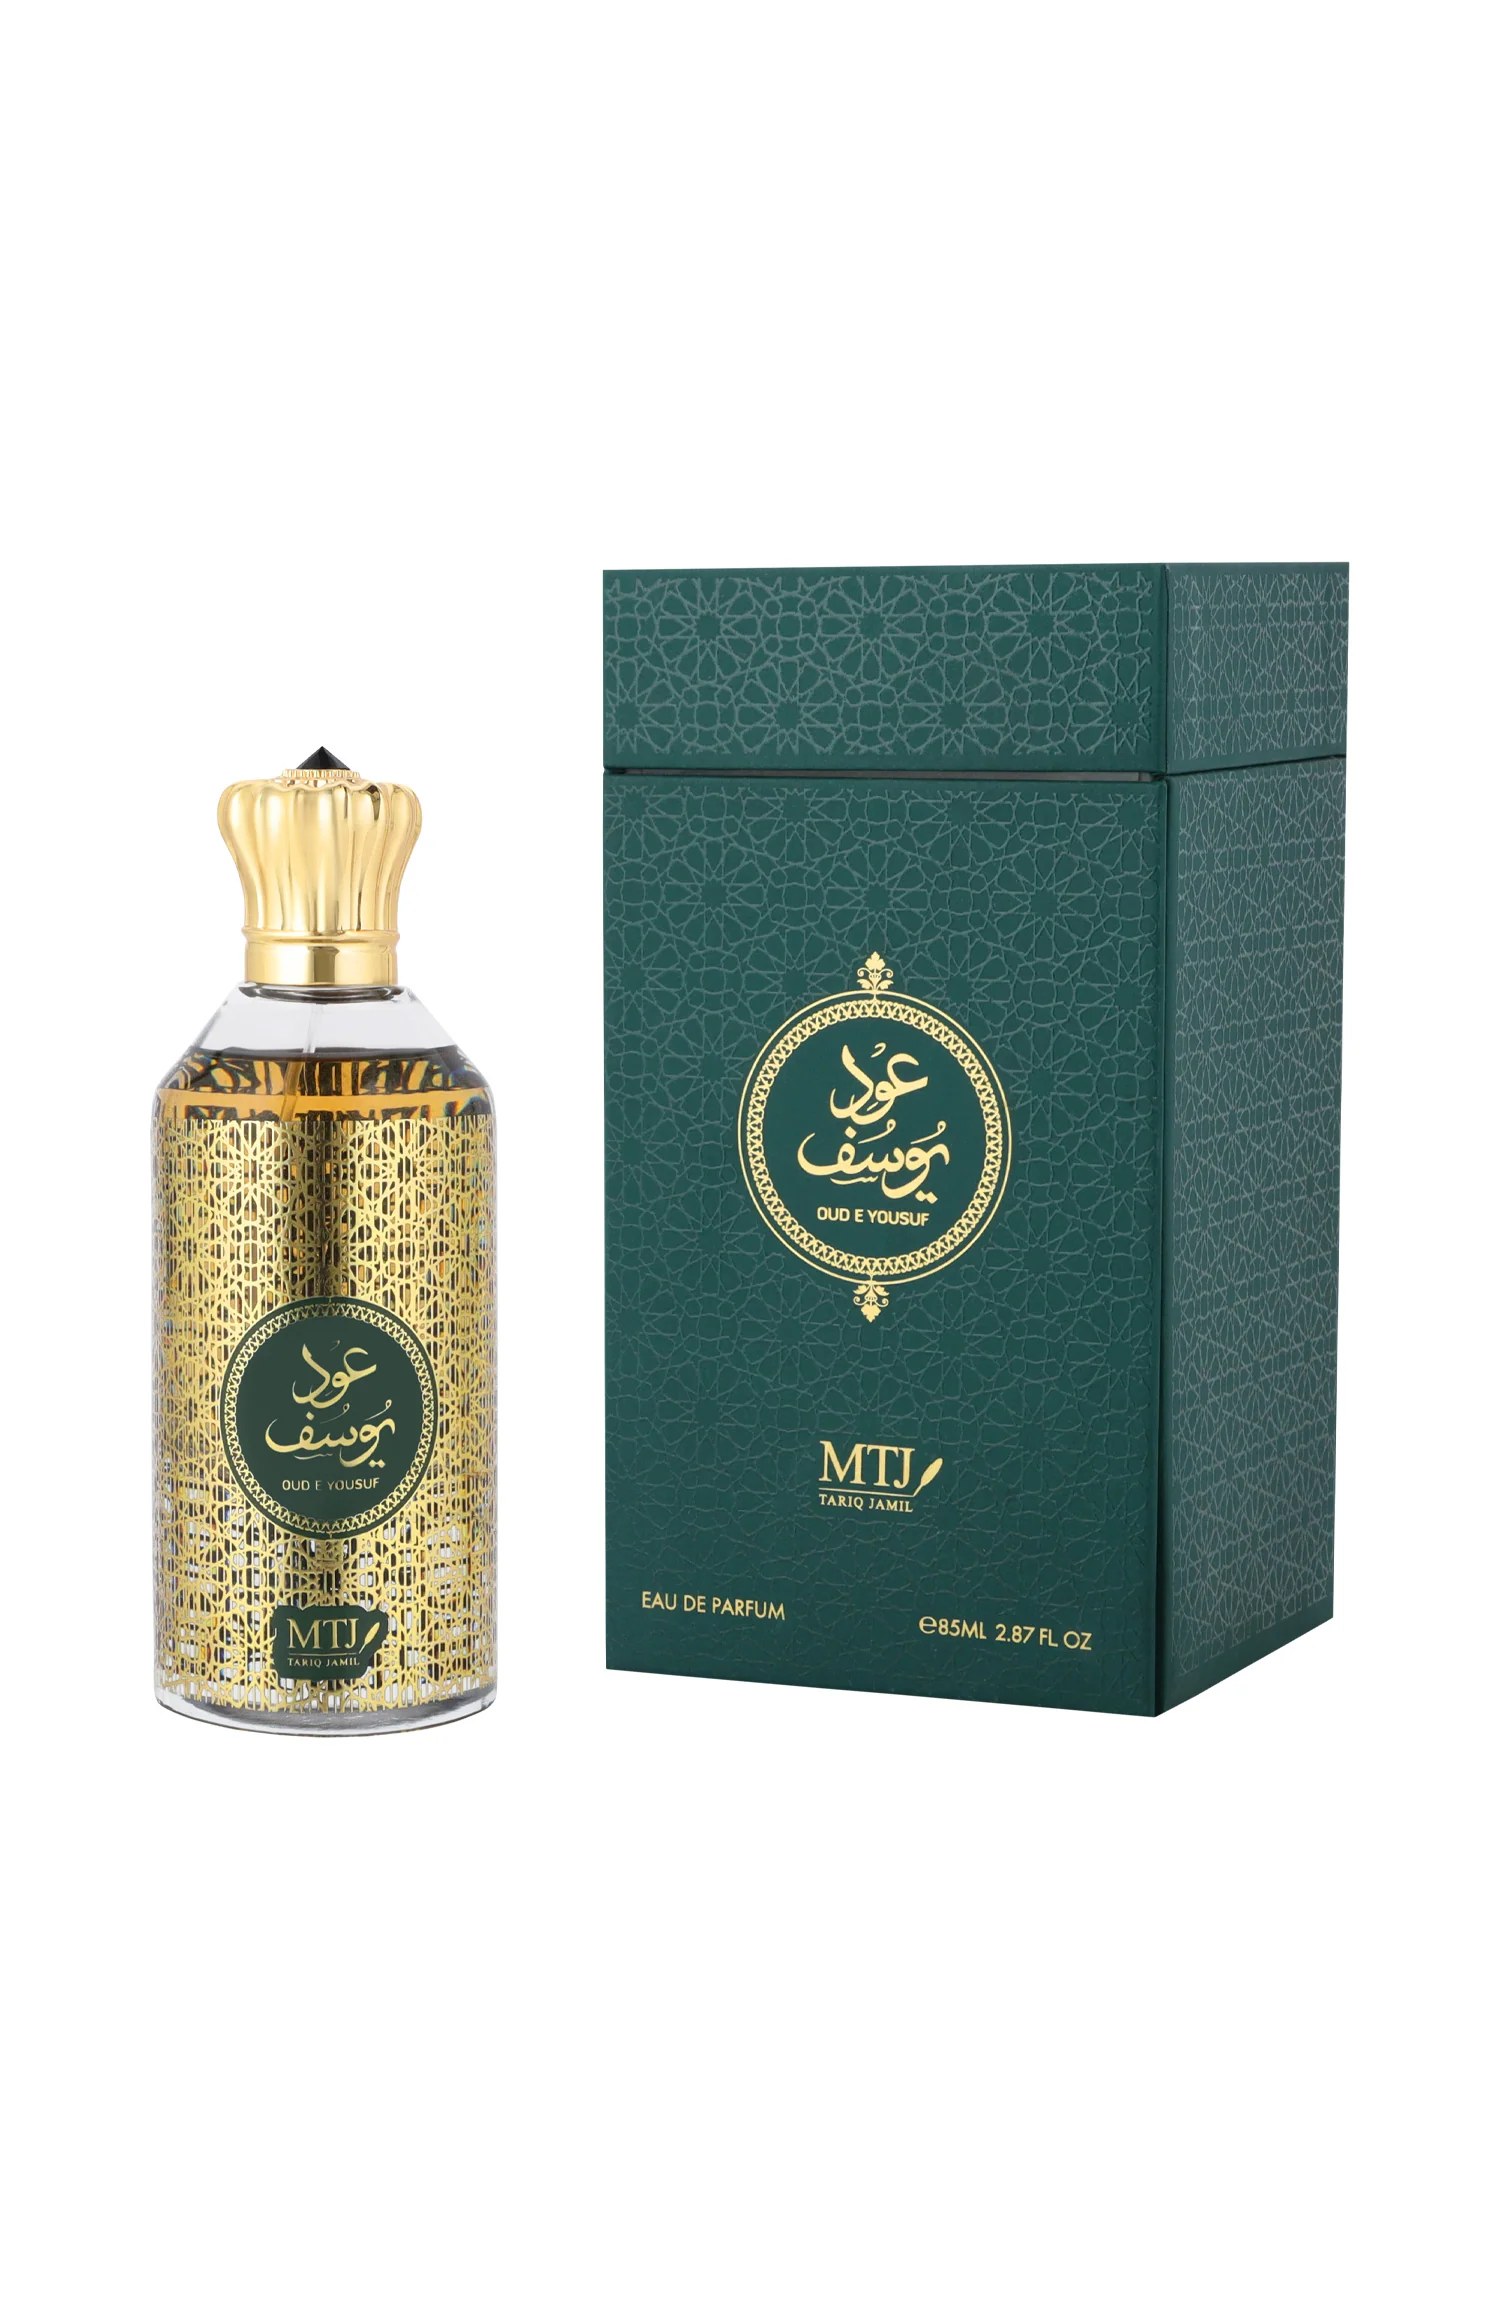 عود
يوسف
OUD E YOUSUF
MTJ
TARIQ JAMIL
عود
يوسف
OUD E YOUSUF
MTJ
TARIQ JAMIL
EAU DE PARFUM
℮85ML 2.87 FL OZ